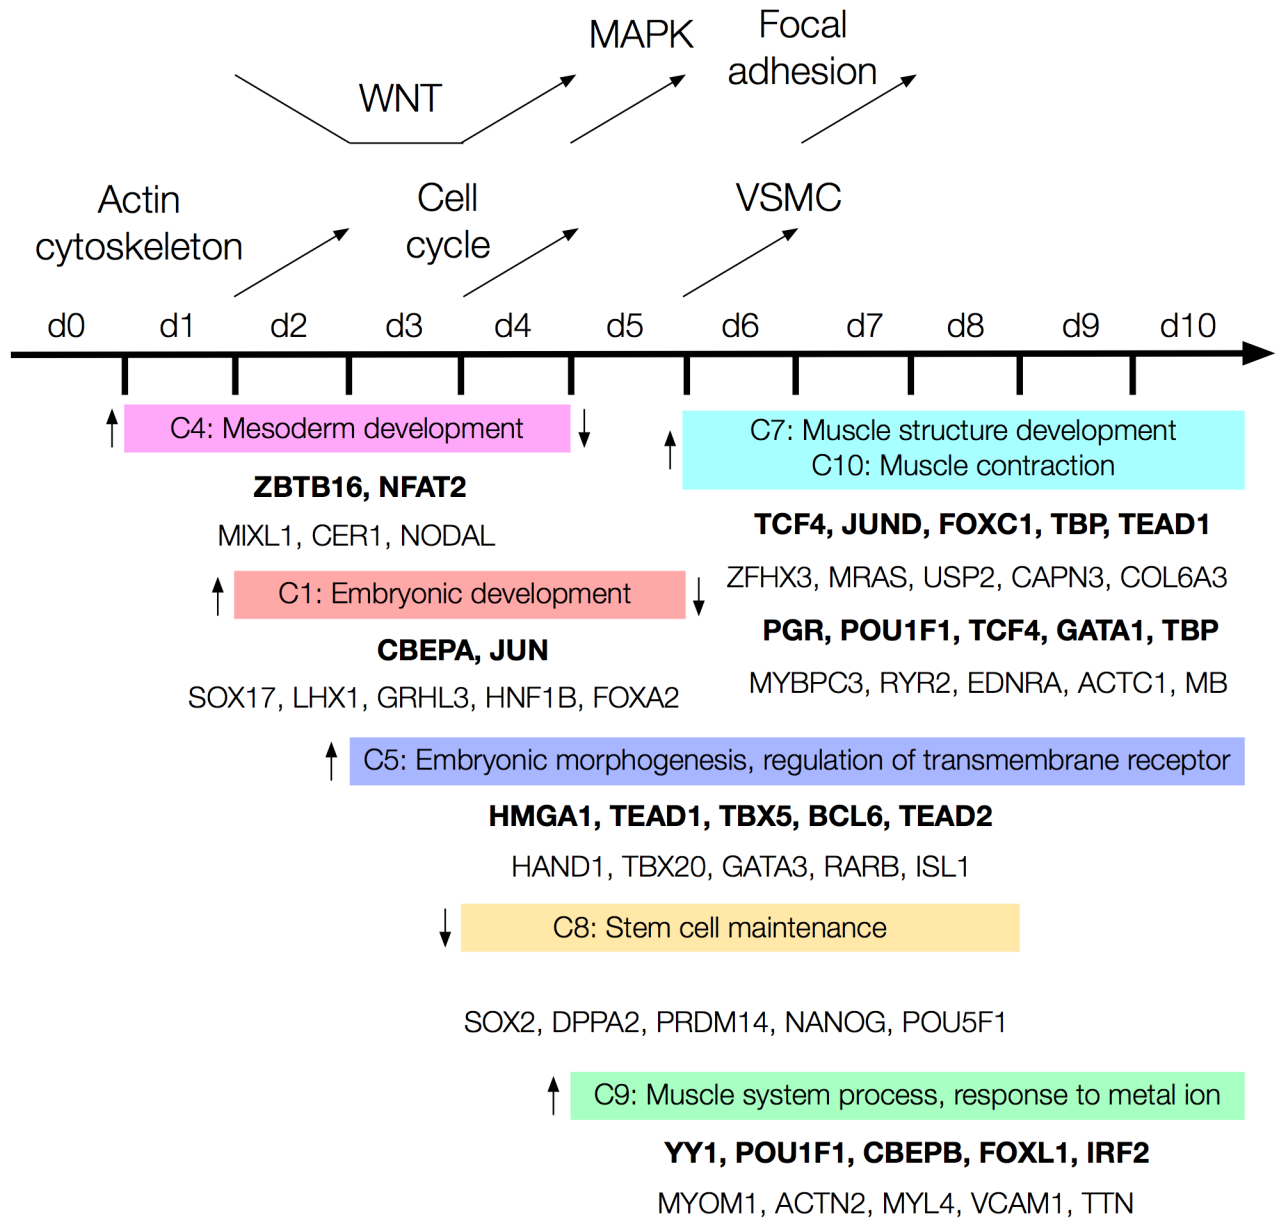 MAPK
Focal
adhesion
WNT
Actin
cytoskeleton
Cell
cycle
VSMC
d0 d1 d2 d3 d4 d5 d6 d7 d8 d9 d10
C4: Mesoderm development
ZBTB16, NFAT2
MIXL1, CER1, NODAL
C7: Muscle structure development
C10: Muscle contraction
TCF4, JUND, FOXC1, TBP, TEAD1
ZFHX3, MRAS, USP2, CAPN3, COL6A3
PGR, POU1F1, TCF4, GATA1, TBP
MYBPC3, RYR2, EDNRA, ACTC1, MB
C1: Embryonic development
CBEPA, JUN
SOX17, LHX1, GRHL3, HNF1B, FOXA2
C5: Embryonic morphogenesis, regulation of transmembrane receptor
HMGA1, TEAD1, TBX5, BCL6, TEAD2
HAND1, TBX20, GATA3, RARB, ISL1
C8: Stem cell maintenance
SOX2, DPPA2, PRDM14, NANOG, POU5F1
C9: Muscle system process, response to metal ion
YY1, POU1F1, CBEPB, FOXL1, IRF2
MYOM1, ACTN2, MYL4, VCAM1, TTN